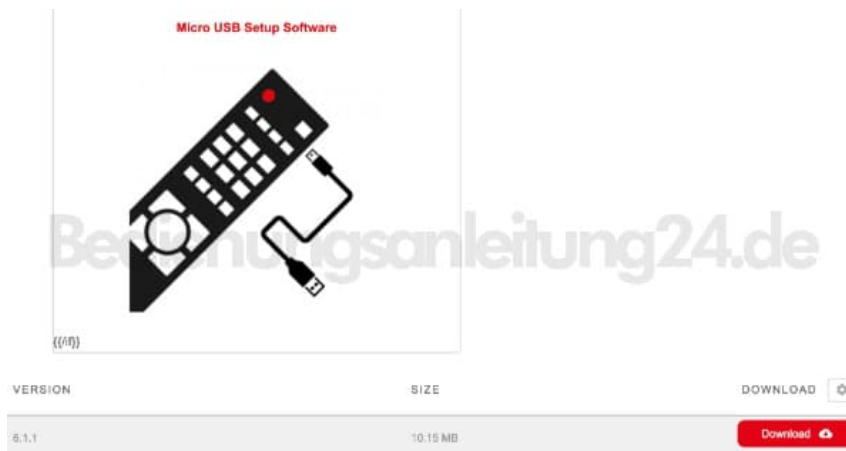 Micro USB Setup Software
Bedienungsanleitung24.de
{{/if}}
VERSION SIZE DOWNLOAD
6.1.1 10.15 MB Download